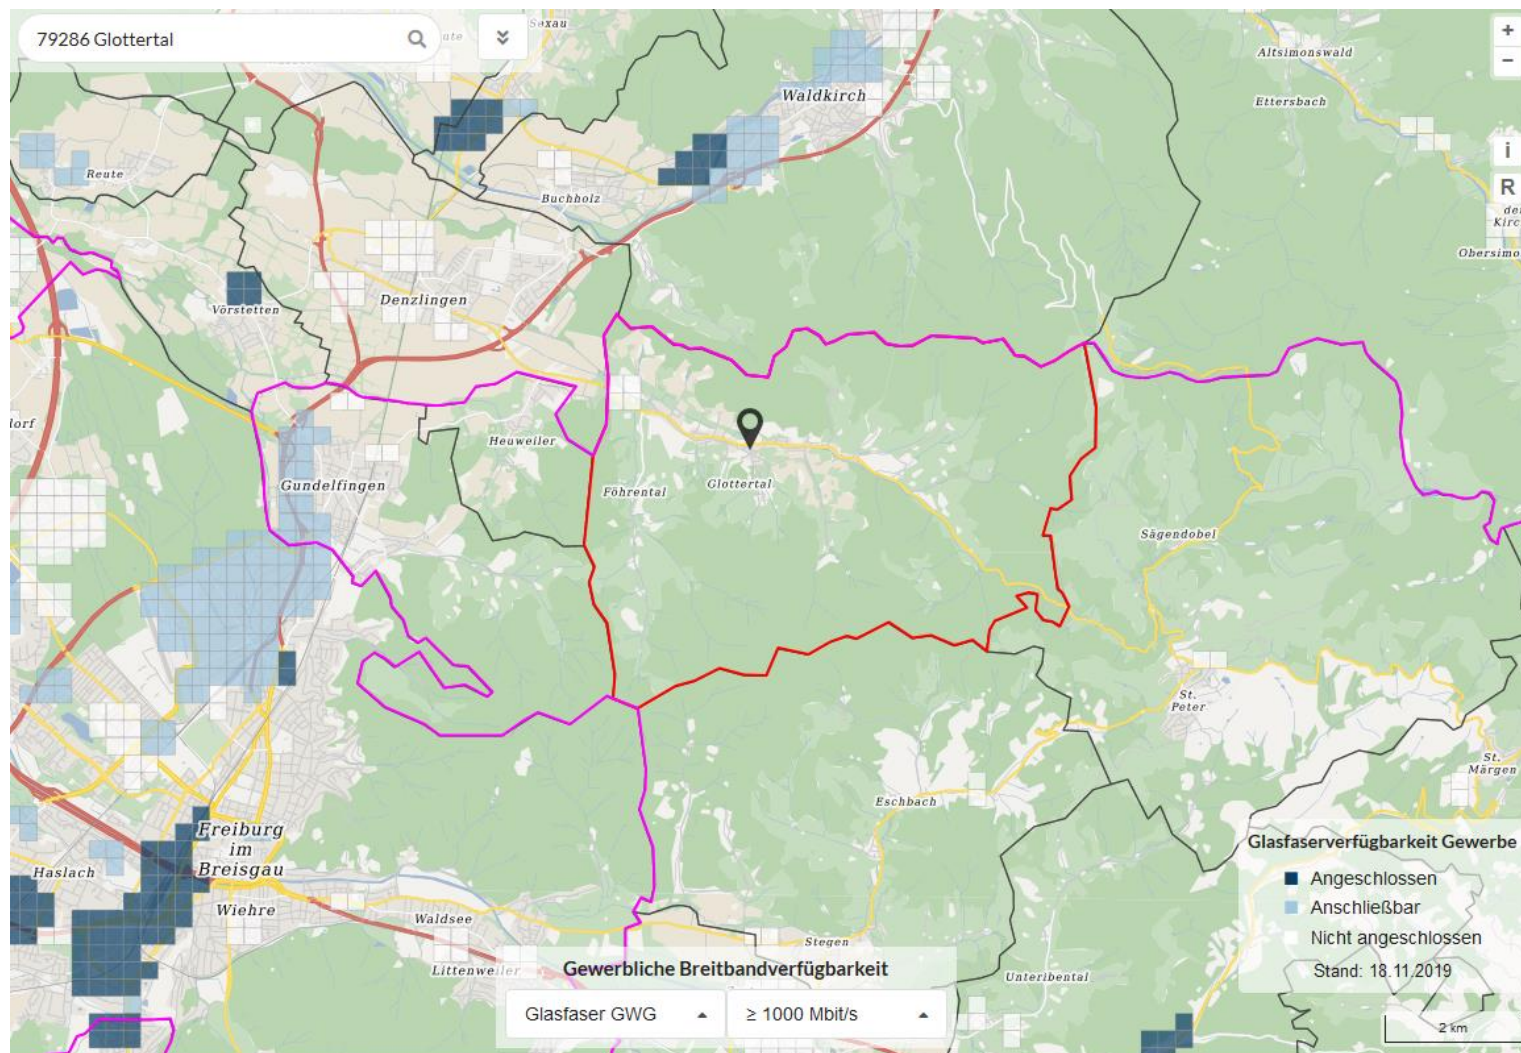 79286 Glottertal
Sexau
Altsimonswald
Waldkirch
Ettersbach
Reute
i
R
Buchholz
Obersimo
Denzlingen
Vörstetten
dorf
Heuweiler
Gundelfingen
Föhrental
Glottertal
Sägendobel
St.
Peter
St.
Märgen
Eschbach
Freiburg
im
Breisgau
Haslach
Wiehre
Waldsee
Stegen
Littenweiler
Unteribental
Glasfaserverfügbarkeit Gewerbe
Angeschlossen
Anschließbar
Nicht angeschlossen
Stand: 18.11.2019
Gewerbliche Breitbandverfügbarkeit
Glasfaser GWG
≥ 1000 Mbit/s
2 km